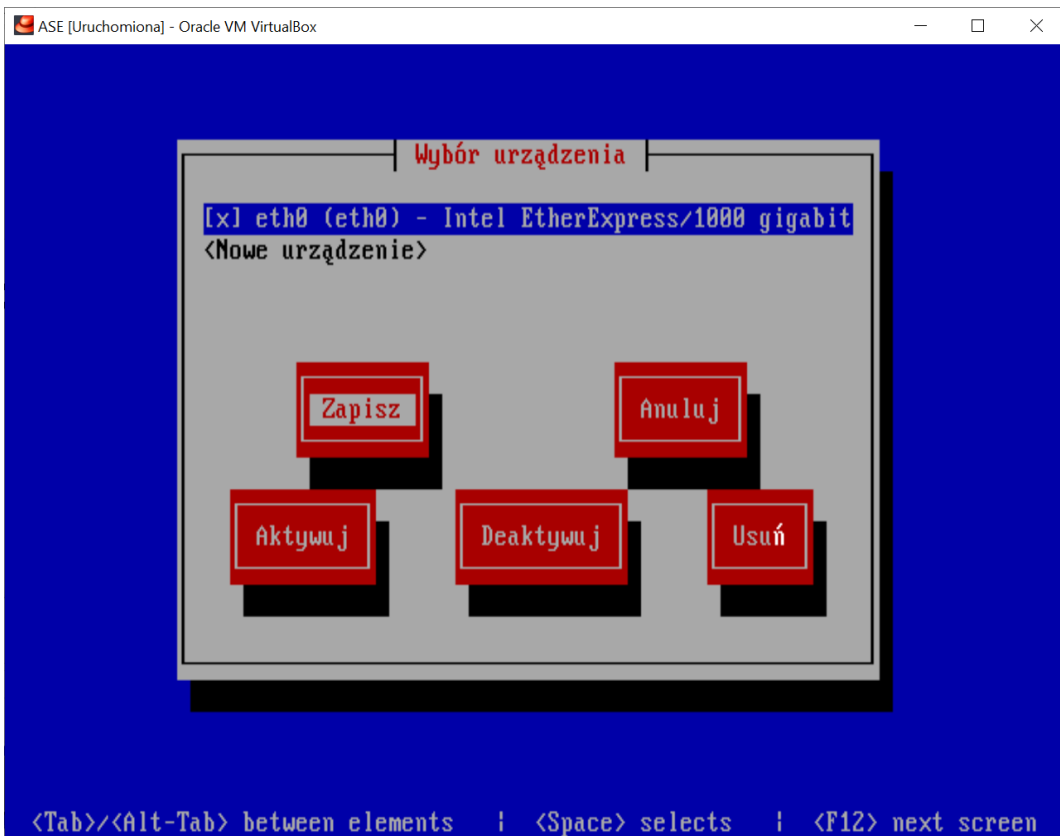 ASE [Uruchomiona] - Oracle VM VirtualBox
Wybór urządzenia
[x] eth0 (eth0) - Intel EtherExpress/1000 gigabit
<Nowe urządzenie>
Zapisz Anuluj
Aktywuj Deaktywuj Usuń
<Tab>/<Alt-Tab> between elements | <Space> selects | <F12> next screen